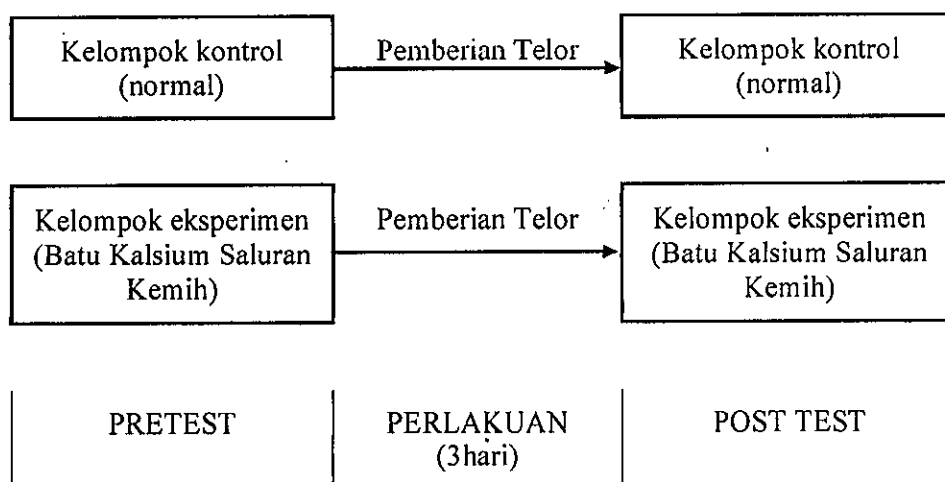 Kelompok kontrol
(normal)
Pemberian Telor
Kelompok kontrol
(normal)
Kelompok eksperimen
(Batu Kalsium Saluran
Kemih)
Pemberian Telor
Kelompok eksperimen
(Batu Kalsium Saluran
Kemih)
PRETEST
PERLAKUAN
(3hari)
POST TEST